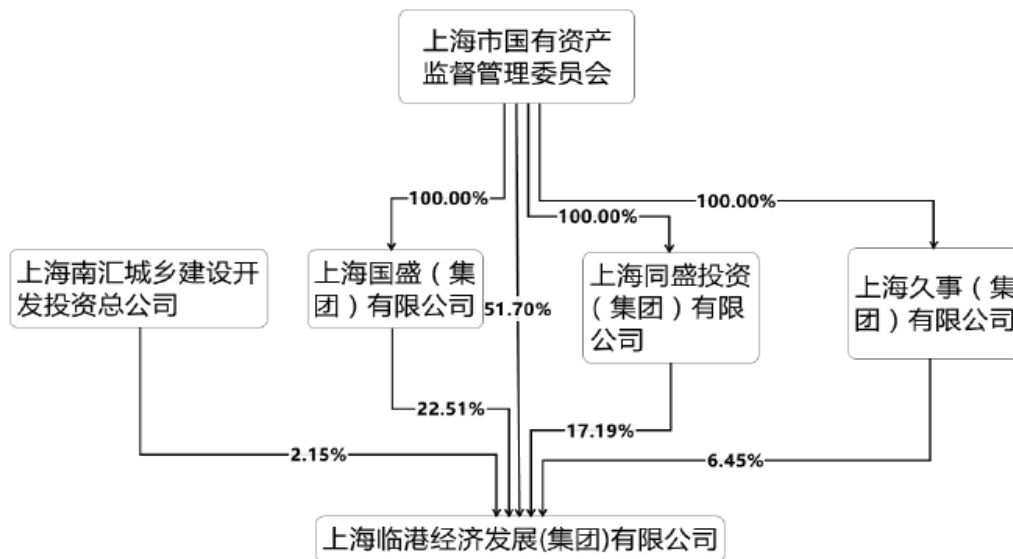 上海市国有资产
监督管理委员会
100.00%
100.00%
100.00%
上海南汇城乡建设开
发投资总公司
上海国盛（集
团）有限公司
51.70%
上海同盛投资
（集团）有限
公司
上海久事（集
团）有限公司
22.51%
17.19%
2.15%
6.45%
上海临港经济发展(集团)有限公司